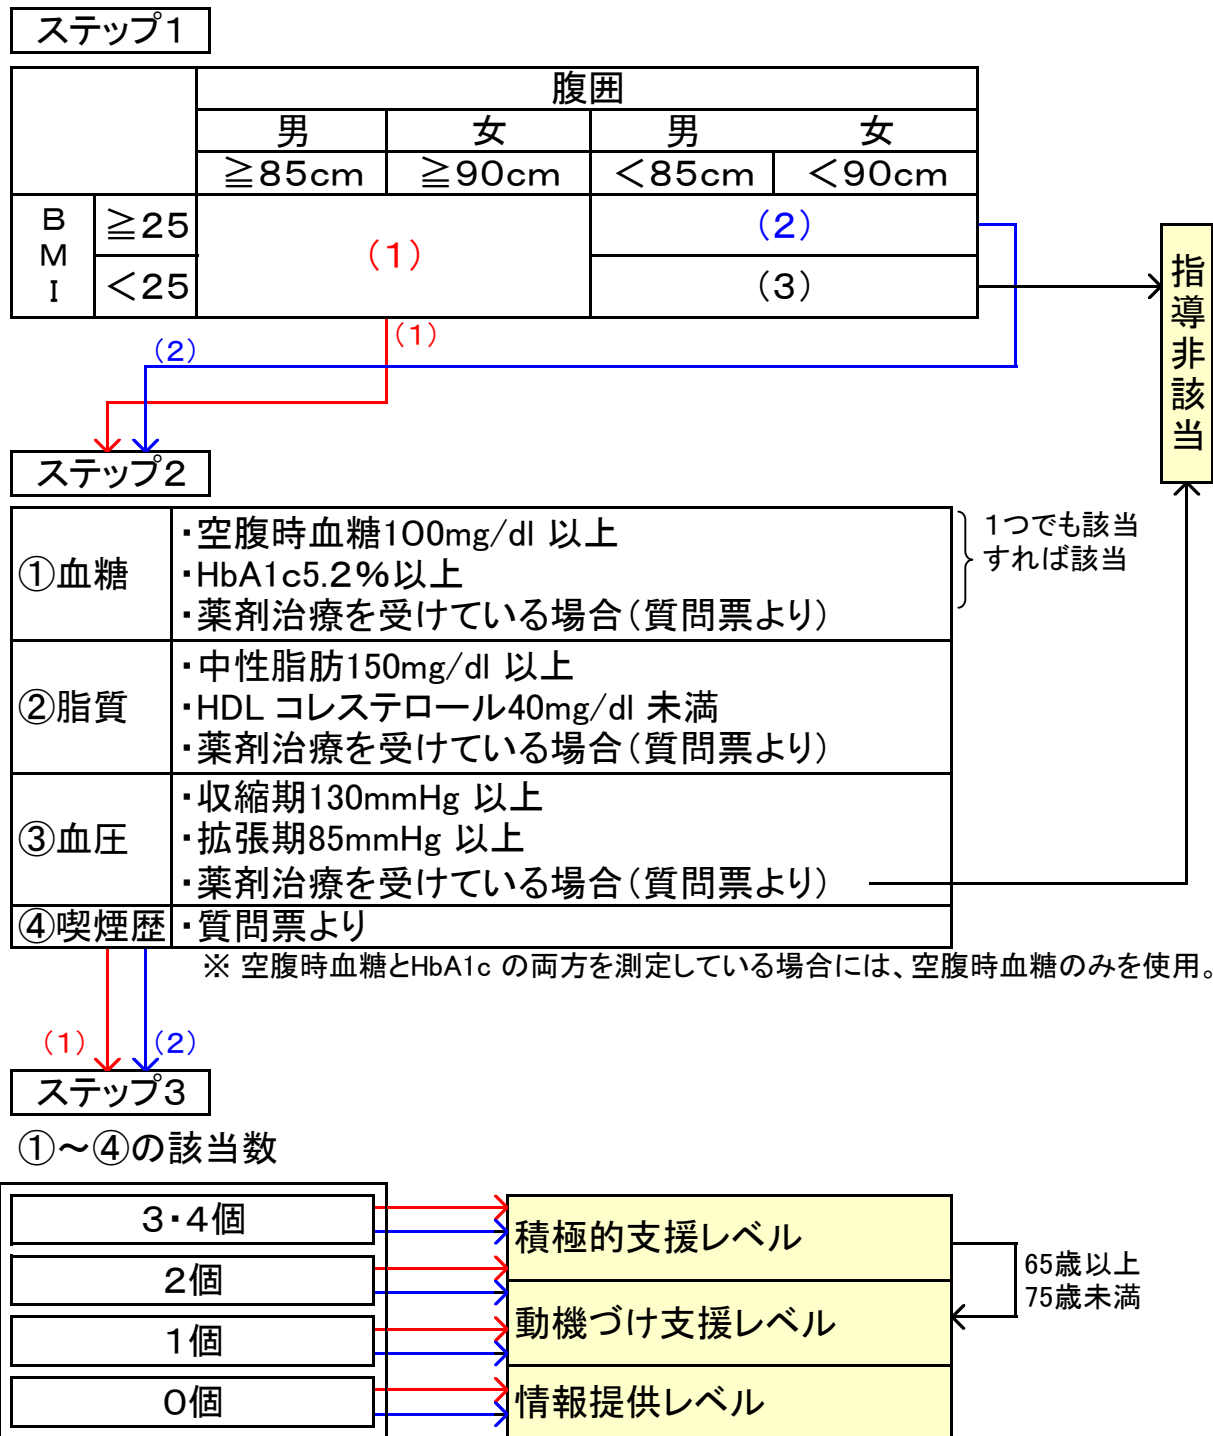 ステップ1
腹囲
男 女 男 女
≧85cm ≧90cm <85cm <90cm
BMI
≧25
<25
(1)
(2)
(3)
指導非該当
(1)
(2)
ステップ2
①血糖
・空腹時血糖100mg/dl 以上
・HbA1c5.2%以上
・薬剤治療を受けている場合(質問票より)
1つでも該当
すれば該当
②脂質
・中性脂肪150mg/dl 以上
・HDL コレステロール40mg/dl 未満
・薬剤治療を受けている場合(質問票より)
③血圧
・収縮期130mmHg 以上
・拡張期85mmHg 以上
・薬剤治療を受けている場合(質問票より)
④喫煙歴
・質問票より
※ 空腹時血糖とHbA1c の両方を測定している場合には、空腹時血糖のみを使用。
(1) (2)
ステップ3
①~④の該当数
3・4個
2個
1個
0個
積極的支援レベル
動機づけ支援レベル
情報提供レベル
65歳以上
75歳未満